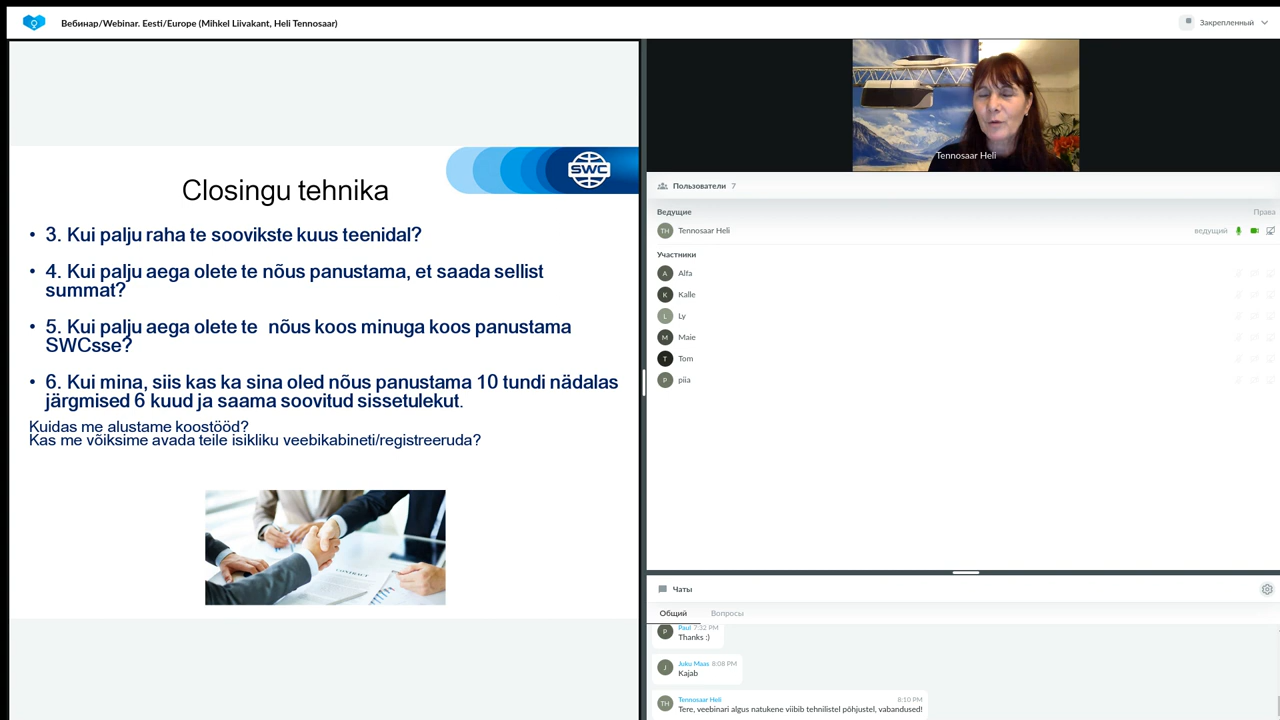 Вебинар/Webinar. Eesti/Europe (Mihkel Liivakant, Heli Tennosaar)
Закрепленный
SWC
Closingu tehnika
• 3. Kui palju raha te soovikste kuus teenidal?
• 4. Kui palju aega olete te nõus panustama, et saada sellist
summat?
• 5. Kui palju aega olete te  nõus koos minuga koos panustama
SWCsse?
• 6. Kui mina, siis kas ka sina oled nõus panustama 10 tundi nädalas
järgmised 6 kuud ja saama soovitud sissetulekut.
Kuidas me alustame koostööd?
Kas me võiksime avada teile isikliku veebikabineti/registreeruda?
CONTRACT
Tennosaar Heli
Пользователи 7
Ведущие Права
TH Tennosaar Heli ведущий
Участники
A Alfa
K Kalle
L Ly
M Maie
T Tom
P piia
Чаты
Общий Вопросы
Paul 7:32 PM
P Thanks :)
Juku Maas 8:08 PM
J Kajab
Tennosaar Heli 8:10 PM
TH Tere, veebinari algus natukene viibib tehnilistel põhjustel, vabandused!